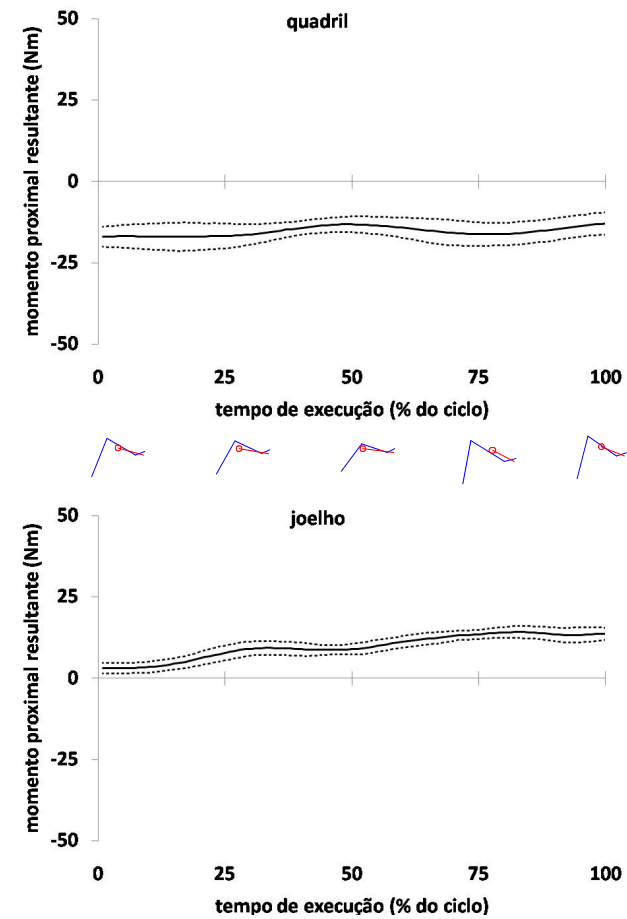 quadril
momento proximal resultante (Nm)
50
25
0
-25
-50
0 25 50 75 100
tempo de execução (% do ciclo)
joelho
momento proximal resultante (Nm)
50
25
0
-25
-50
0 25 50 75 100
tempo de execução (% do ciclo)